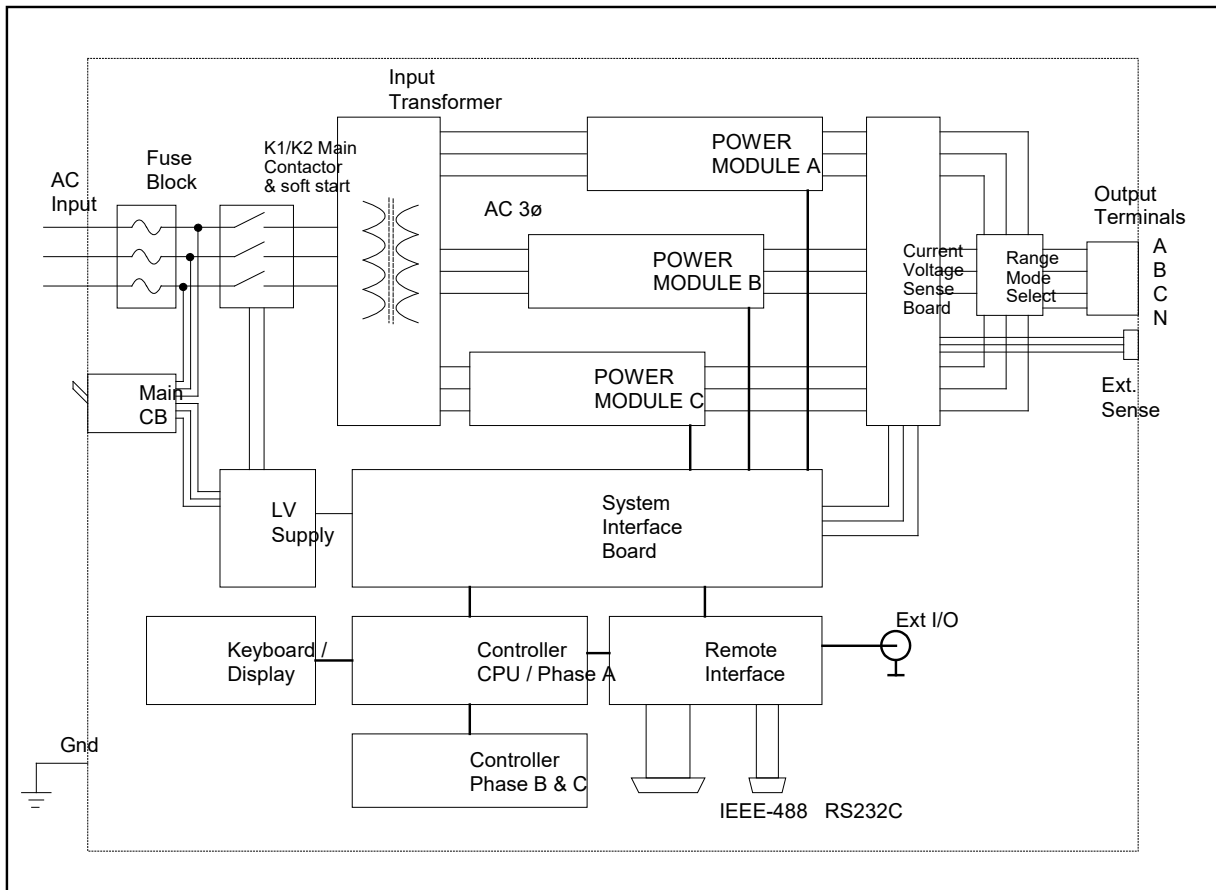 Input
Transformer
K1/K2 Main
Contactor
& soft start
Fuse
Block
AC
Input
POWER
MODULE A
AC 3ø
POWER
MODULE B
POWER
MODULE C
Current
Voltage
Sense
Board
Range
Mode
Select
Output
Terminals
A
B
C
N
Ext.
Sense
Main
CB
LV
Supply
System
Interface
Board
Keyboard /
Display
Controller
CPU / Phase A
Remote
Interface
Ext I/O
Gnd
Controller
Phase B & C
IEEE-488 RS232C